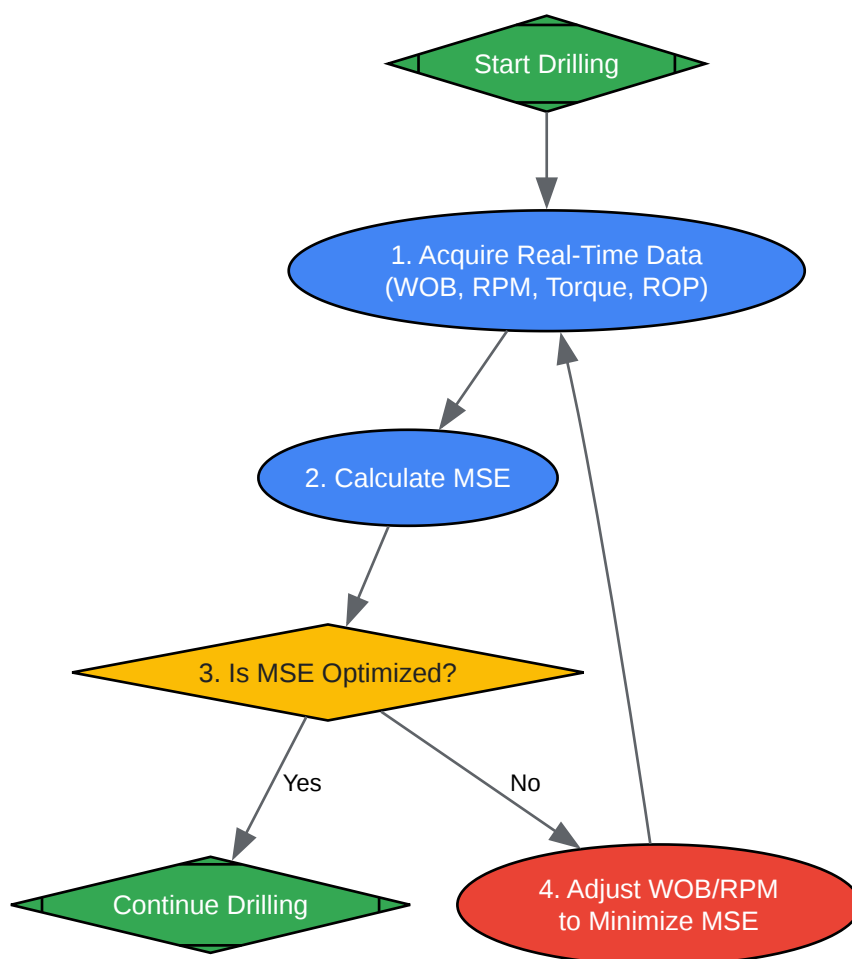 Start Drilling
1. Acquire Real-Time Data
(WOB, RPM, Torque, ROP)
2. Calculate MSE
3. Is MSE Optimized?
Yes
No
Continue Drilling
4. Adjust WOB/RPM
to Minimize MSE